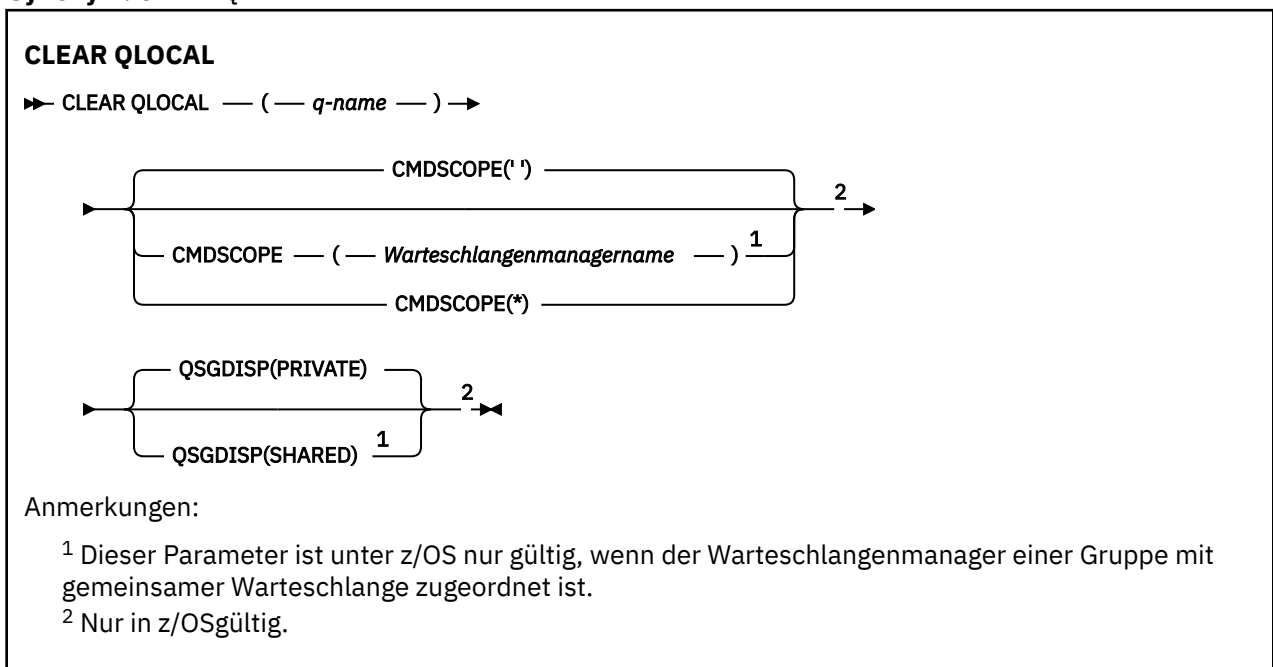 CLEAR QLOCAL
CLEAR QLOCAL ( q-name )
CMDSCOPE(' ')
2
CMDSCOPE ( Warteschlangenmanagername ) 1
CMDSCOPE(*)
QSGDISP(PRIVATE)
2
QSGDISP(SHARED) 1
Anmerkungen:
1 Dieser Parameter ist unter z/OS nur gültig, wenn der Warteschlangenmanager einer Gruppe mit
gemeinsamer Warteschlange zugeordnet ist.
2 Nur in z/OSgültig.